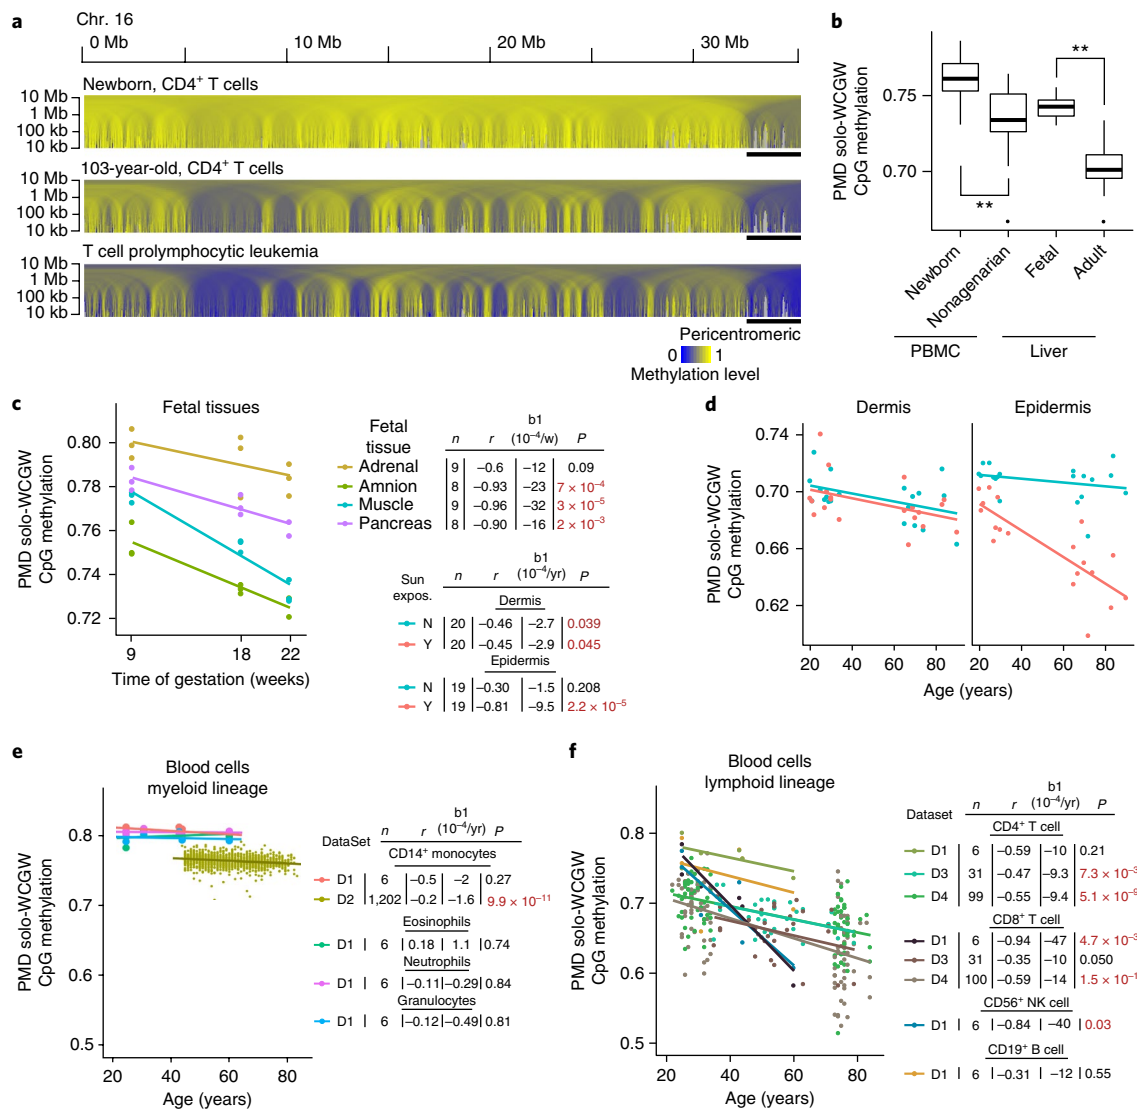 a
Chr. 16
0 Mb 10 Mb 20 Mb 30 Mb
Newborn, CD4+ T cells
10 Mb
1 Mb
100 kb
10 kb
103-year-old, CD4+ T cells
10 Mb
1 Mb
100 kb
10 kb
T cell prolymphocytic leukemia
10 Mb
1 Mb
100 kb
10 kb
Pericentromeric
0 1
Methylation level
b
PMD solo-WCGW
CpG methylation
0.75
0.70
**
**
Newborn
Nonagenarian
Fetal
Adult
PBMC Liver
c
Fetal tissues
PMD solo-WCGW
CpG methylation
0.80
0.78
0.76
0.74
0.72
9 18 22
Time of gestation (weeks)
Fetal
tissue
n r b1 (10−4/w) P
Adrenal 9 −0.6 −12 0.09
Amnion 8 −0.93 −23 7 × 10−4
Muscle 9 −0.96 −32 3 × 10−5
Pancreas 8 −0.90 −16 2 × 10−3
Sun
expos.
n r b1 (10−4/yr) P
Dermis
N 20 −0.46 −2.7 0.039
Y 20 −0.45 −2.9 0.045
Epidermis
N 19 −0.30 −1.5 0.208
Y 19 −0.81 −9.5 2.2 × 10−5
d
Dermis Epidermis
PMD solo-WCGW
CpG methylation
0.74
0.70
0.66
0.62
20 40 60 80 20 40 60 80
Age (years)
e
Blood cells
myeloid lineage
PMD solo-WCGW
CpG methylation
0.8
0.7
0.6
0.5
20 40 60 80
Age (years)
DataSet n r b1 (10−4/yr) P
CD14+ monocytes
D1 6 −0.5 −2 0.27
D2 1,202 −0.2 −1.6 9.9 × 10−11
Eosinophils
D1 6 0.18 1.1 0.74
Neutrophils
D1 6 −0.11 −0.29 0.84
Granulocytes
D1 6 −0.12 −0.49 0.81
f
Blood cells
lymphoid lineage
PMD solo-WCGW
CpG methylation
0.8
0.7
0.6
0.5
20 40 60 80
Age (years)
Dataset n r b1 (10−4/yr) P
CD4+ T cell
D1 6 −0.59 −10 0.21
D3 31 −0.47 −9.3 7.3 × 10−3
D4 99 −0.55 −9.4 5.1 × 10−9
CD8+ T cell
D1 6 −0.94 −47 4.7 × 10−3
D3 31 −0.35 −10 0.050
D4 100 −0.59 −14 1.5 × 10−1
CD56+ NK cell
D1 6 −0.84 −40 0.03
CD19+ B cell
D1 6 −0.31 −12 0.55